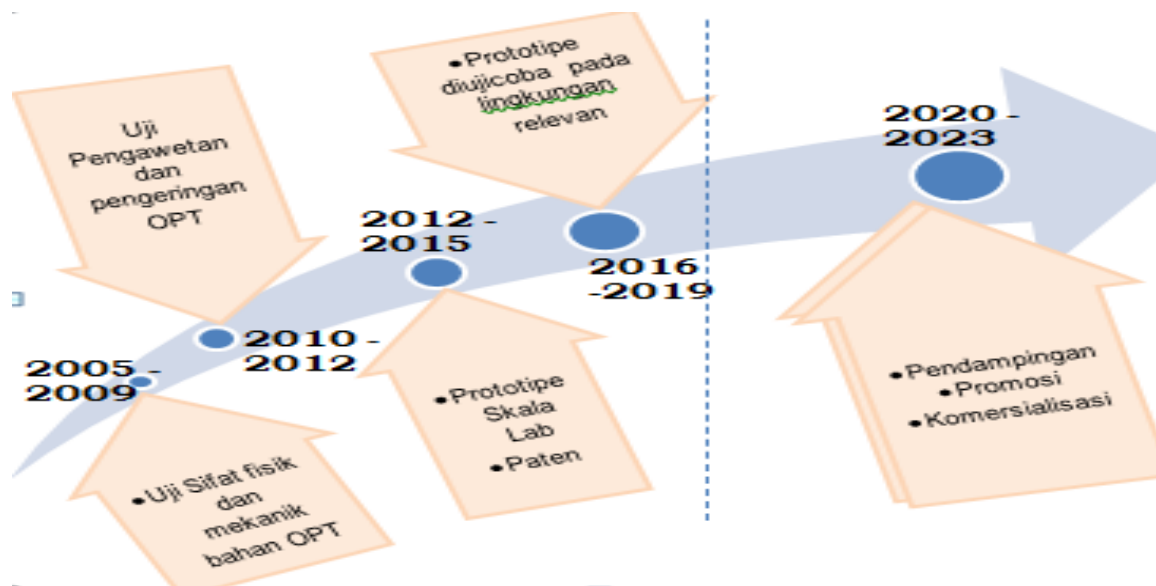 Uji
Pengawetan
dan
pengeringan
OPT
•Prototipe
diujicoba pada
lingkungan
relevan
2020 -
2023
2012 -
2015
2016
-2019
2010 -
2012
2005 -
2009
•Uji Sifat fisik
dan
mekanik
bahan OPT
•Prototipe
Skala
Lab
•Paten
•Pendampingan
•Promosi
•Komersialisasi